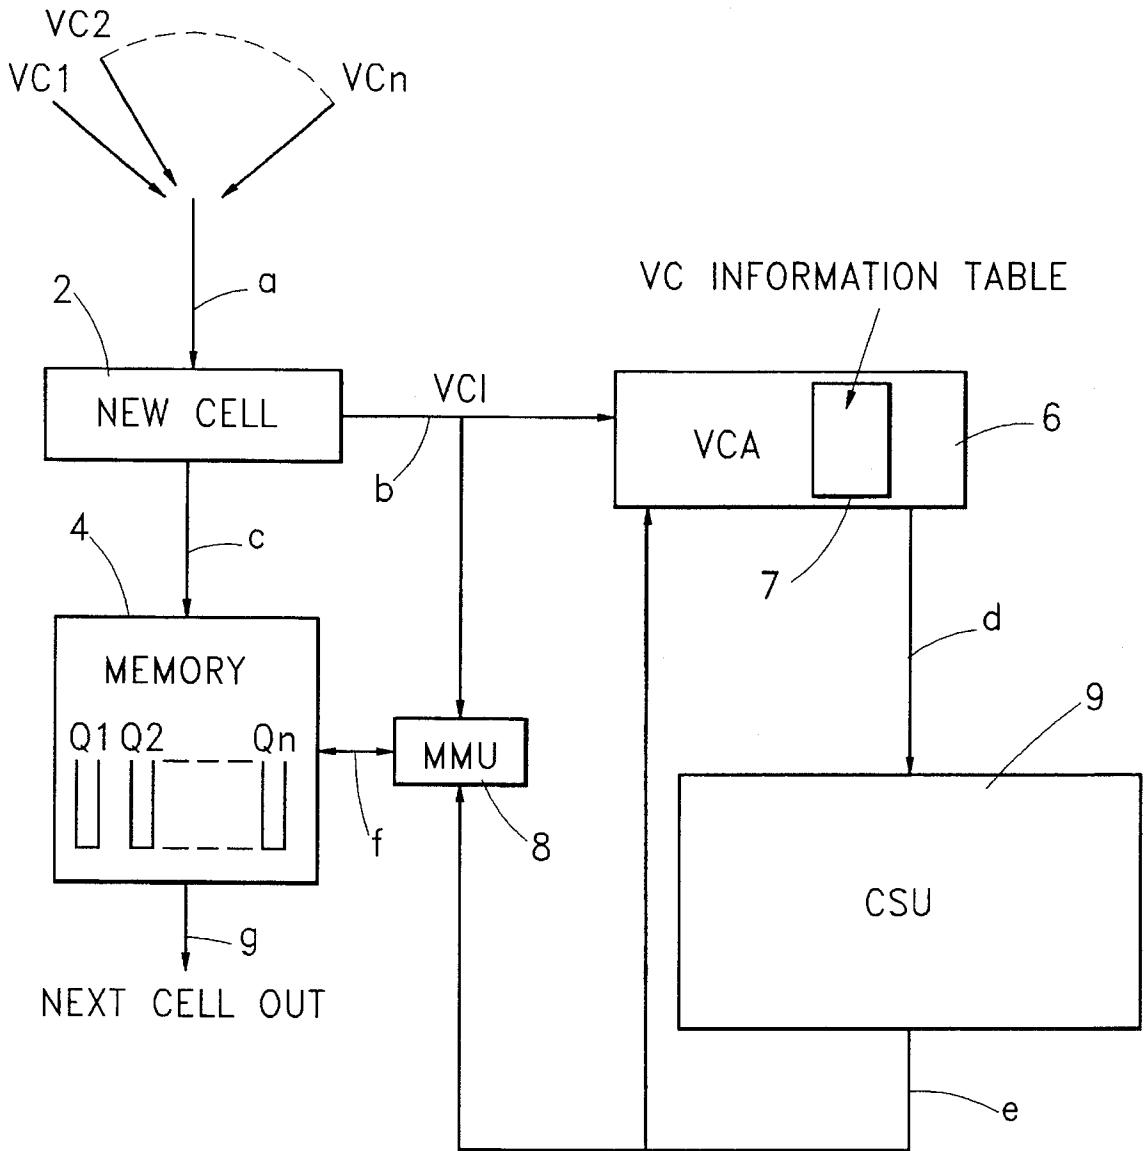 VC2
VC1
VCn
a
VC INFORMATION TABLE
2
NEW CELL
VCI
b
VCA
6
7
4
c
d
MEMORY
9
Q1 Q2 Qn
MMU
f
8
CSU
g
NEXT CELL OUT
e